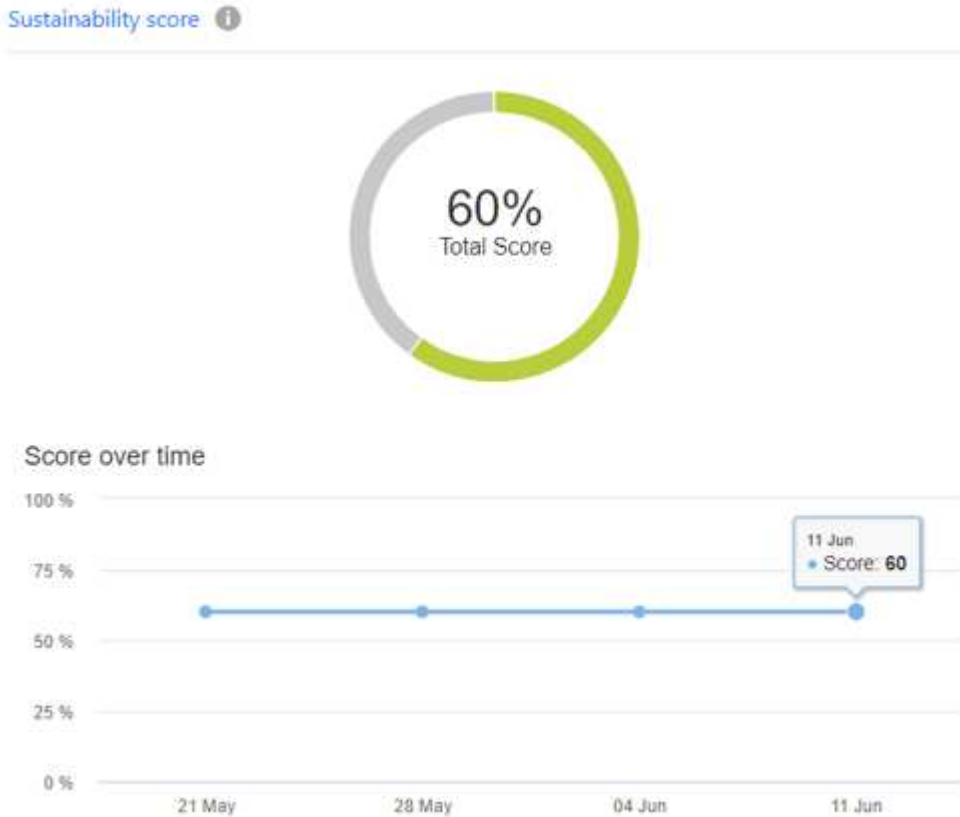 Sustainability score
60%
Total Score
Score over time
100 %
75 %
50 %
25 %
0 %
11 Jun
Score: 60
21 May
28 May
04 Jun
11 Jun